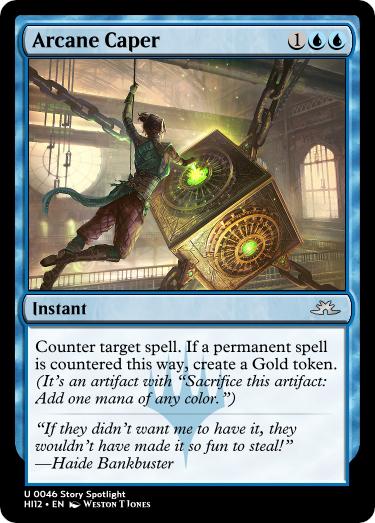 Arcane Caper 1
Instant
Counter target spell. If a permanent spell
is countered this way, create a Gold token.
(It's an artifact with “Sacrifice this artifact:
Add one mana of any color.”)
“If they didn't want me to have it, they
wouldn't have made it so fun to steal!”
—Haide Bankbuster
U 0046 Story Spotlight
HI12 • EN Weston T Jones